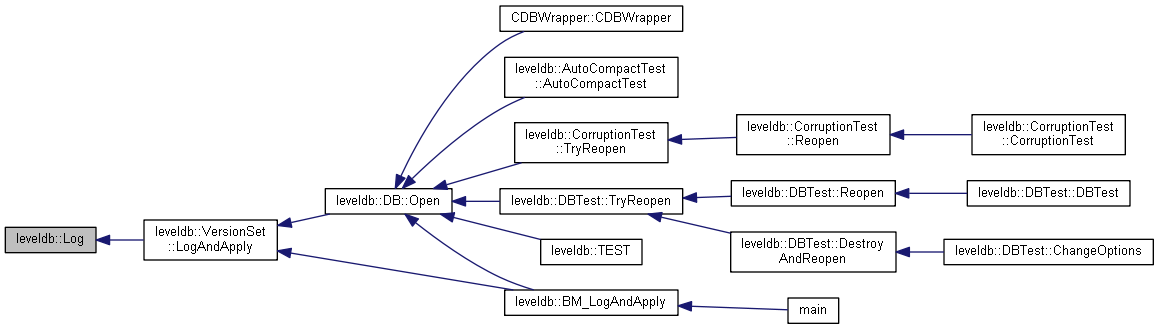 CDBWrapper::CDBWrapper
leveldb::AutoCompactTest
::AutoCompactTest
leveldb::CorruptionTest
::TryReopen
leveldb::CorruptionTest
::Reopen
leveldb::CorruptionTest
::CorruptionTest
leveldb::DB::Open
leveldb::DBTest::TryReopen
leveldb::DBTest::Reopen
leveldb::DBTest::DBTest
leveldb::Log
leveldb::VersionSet
::LogAndApply
leveldb::TEST
leveldb::DBTest::Destroy
AndReopen
leveldb::DBTest::ChangeOptions
leveldb::BM_LogAndApply
main